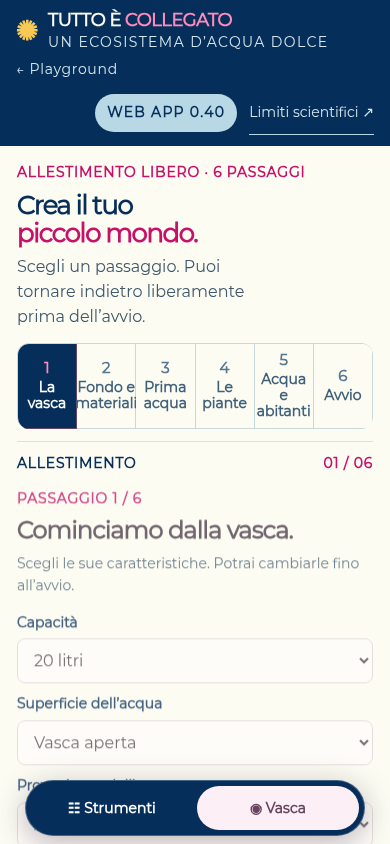 TUTTO È COLLEGATO
UN ECOSISTEMA D’ACQUA DOLCE
← Playground
WEB APP 0.40
Limiti scientifici ↗
ALLESTIMENTO LIBERO · 6 PASSAGGI
Crea il tuo
piccolo mondo.
Scegli un passaggio. Puoi
tornare indietro liberamente
prima dell’avvio.
1
La
vasca
2
Fondo e
materiali
3
Prima
acqua
4
Le
piante
5
Acqua
e
abitanti
6
Avvio
ALLESTIMENTO
01 / 06
PASSAGGIO 1 / 6
Cominciamo dalla vasca.
Scegli le sue caratteristiche. Potrai cambiarle fino
all’avvio.
Capacità
20 litri
Superficie dell’acqua
Vasca aperta
☷ Strumenti
◉ Vasca